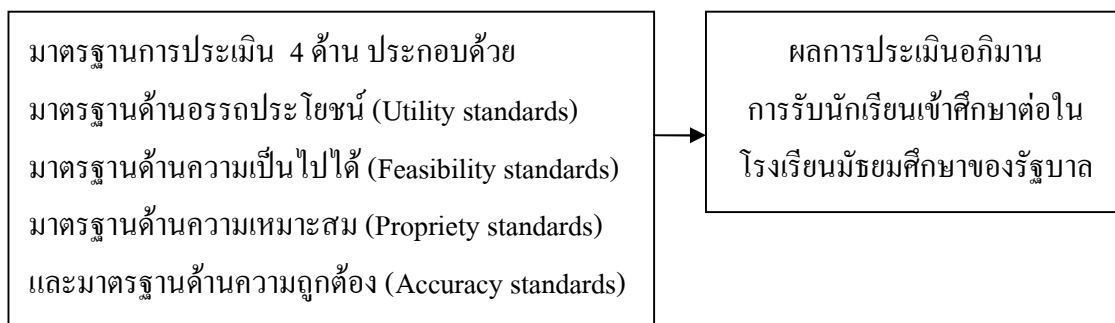 มาตรฐานการประเมิน 4 ด้าน ประกอบด้วย
มาตรฐานด้านอรรถประโยชน์ (Utility standards)
มาตรฐานด้านความเป็นไปได้ (Feasibility standards)
มาตรฐานด้านความเหมาะสม (Propriety standards)
และมาตรฐานด้านความถูกต้อง (Accuracy standards)
ผลการประเมินอภิมาน
การรับนักเรียนเข้าศึกษาต่อใน
โรงเรียนมัธยมศึกษาของรัฐบาล